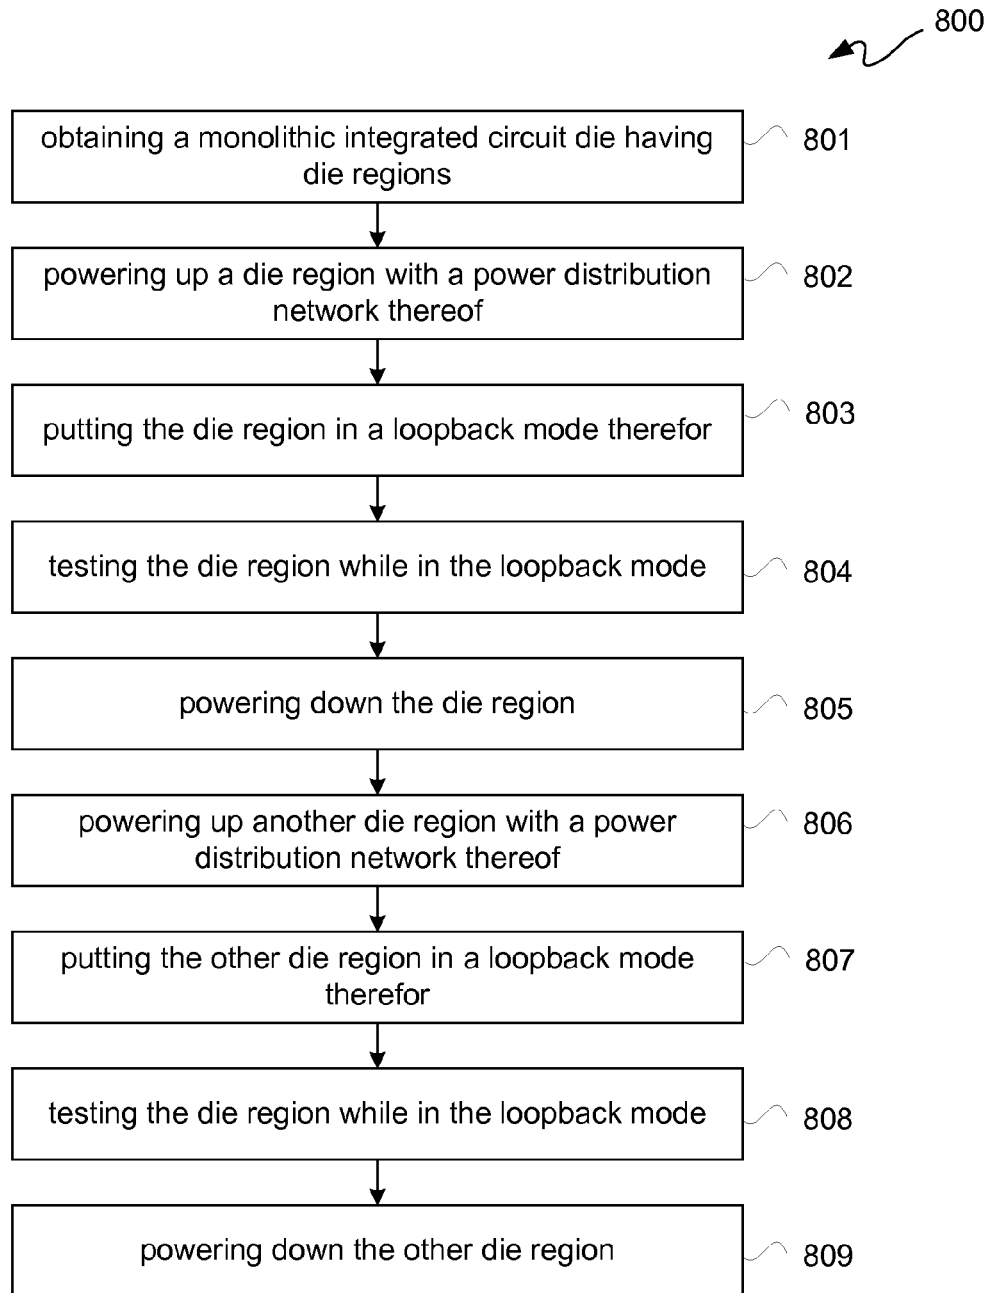 800
obtaining a monolithic integrated circuit die having
die regions
801
powering up a die region with a power distribution
network thereof
802
putting the die region in a loopback mode therefor
803
testing the die region while in the loopback mode
804
powering down the die region
805
powering up another die region with a power
distribution network thereof
806
putting the other die region in a loopback mode
therefor
807
testing the die region while in the loopback mode
808
powering down the other die region
809